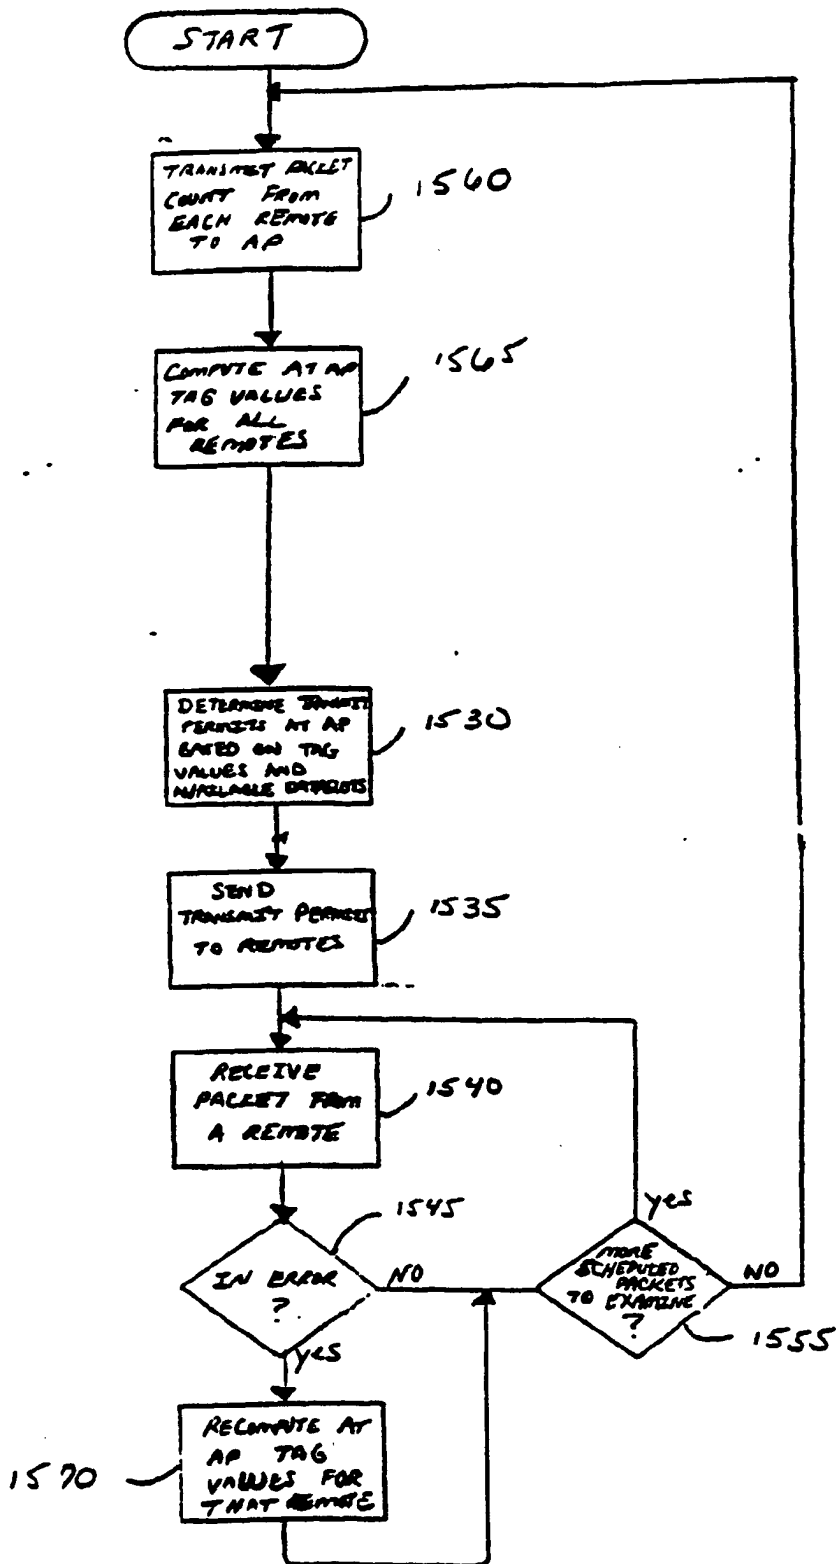 START
TRANSMIT PACKET
COUNT FROM
EACH REMOTE
TO AP
1560
COMPUTE AT AP
TAG VALUES
FOR ALL
REMOTES
1565
DETERMINE TRANSMIT
PERMITS AT AP
BASED ON TAG
VALUES AND
AVAILABLE DATASLOTS
1530
SEND
TRANSMIT PERMITS
TO REMOTES
1535
RECEIVE
PACKET FROM
A REMOTE
1540
1545
IN ERROR
?
NO
yes
yes
MORE
SCHEDULED
PACKETS
TO EXAMINE
?
NO
1555
RECOMPUTE AT
AP TAG
VALUES FOR
THAT REMOTE
1570